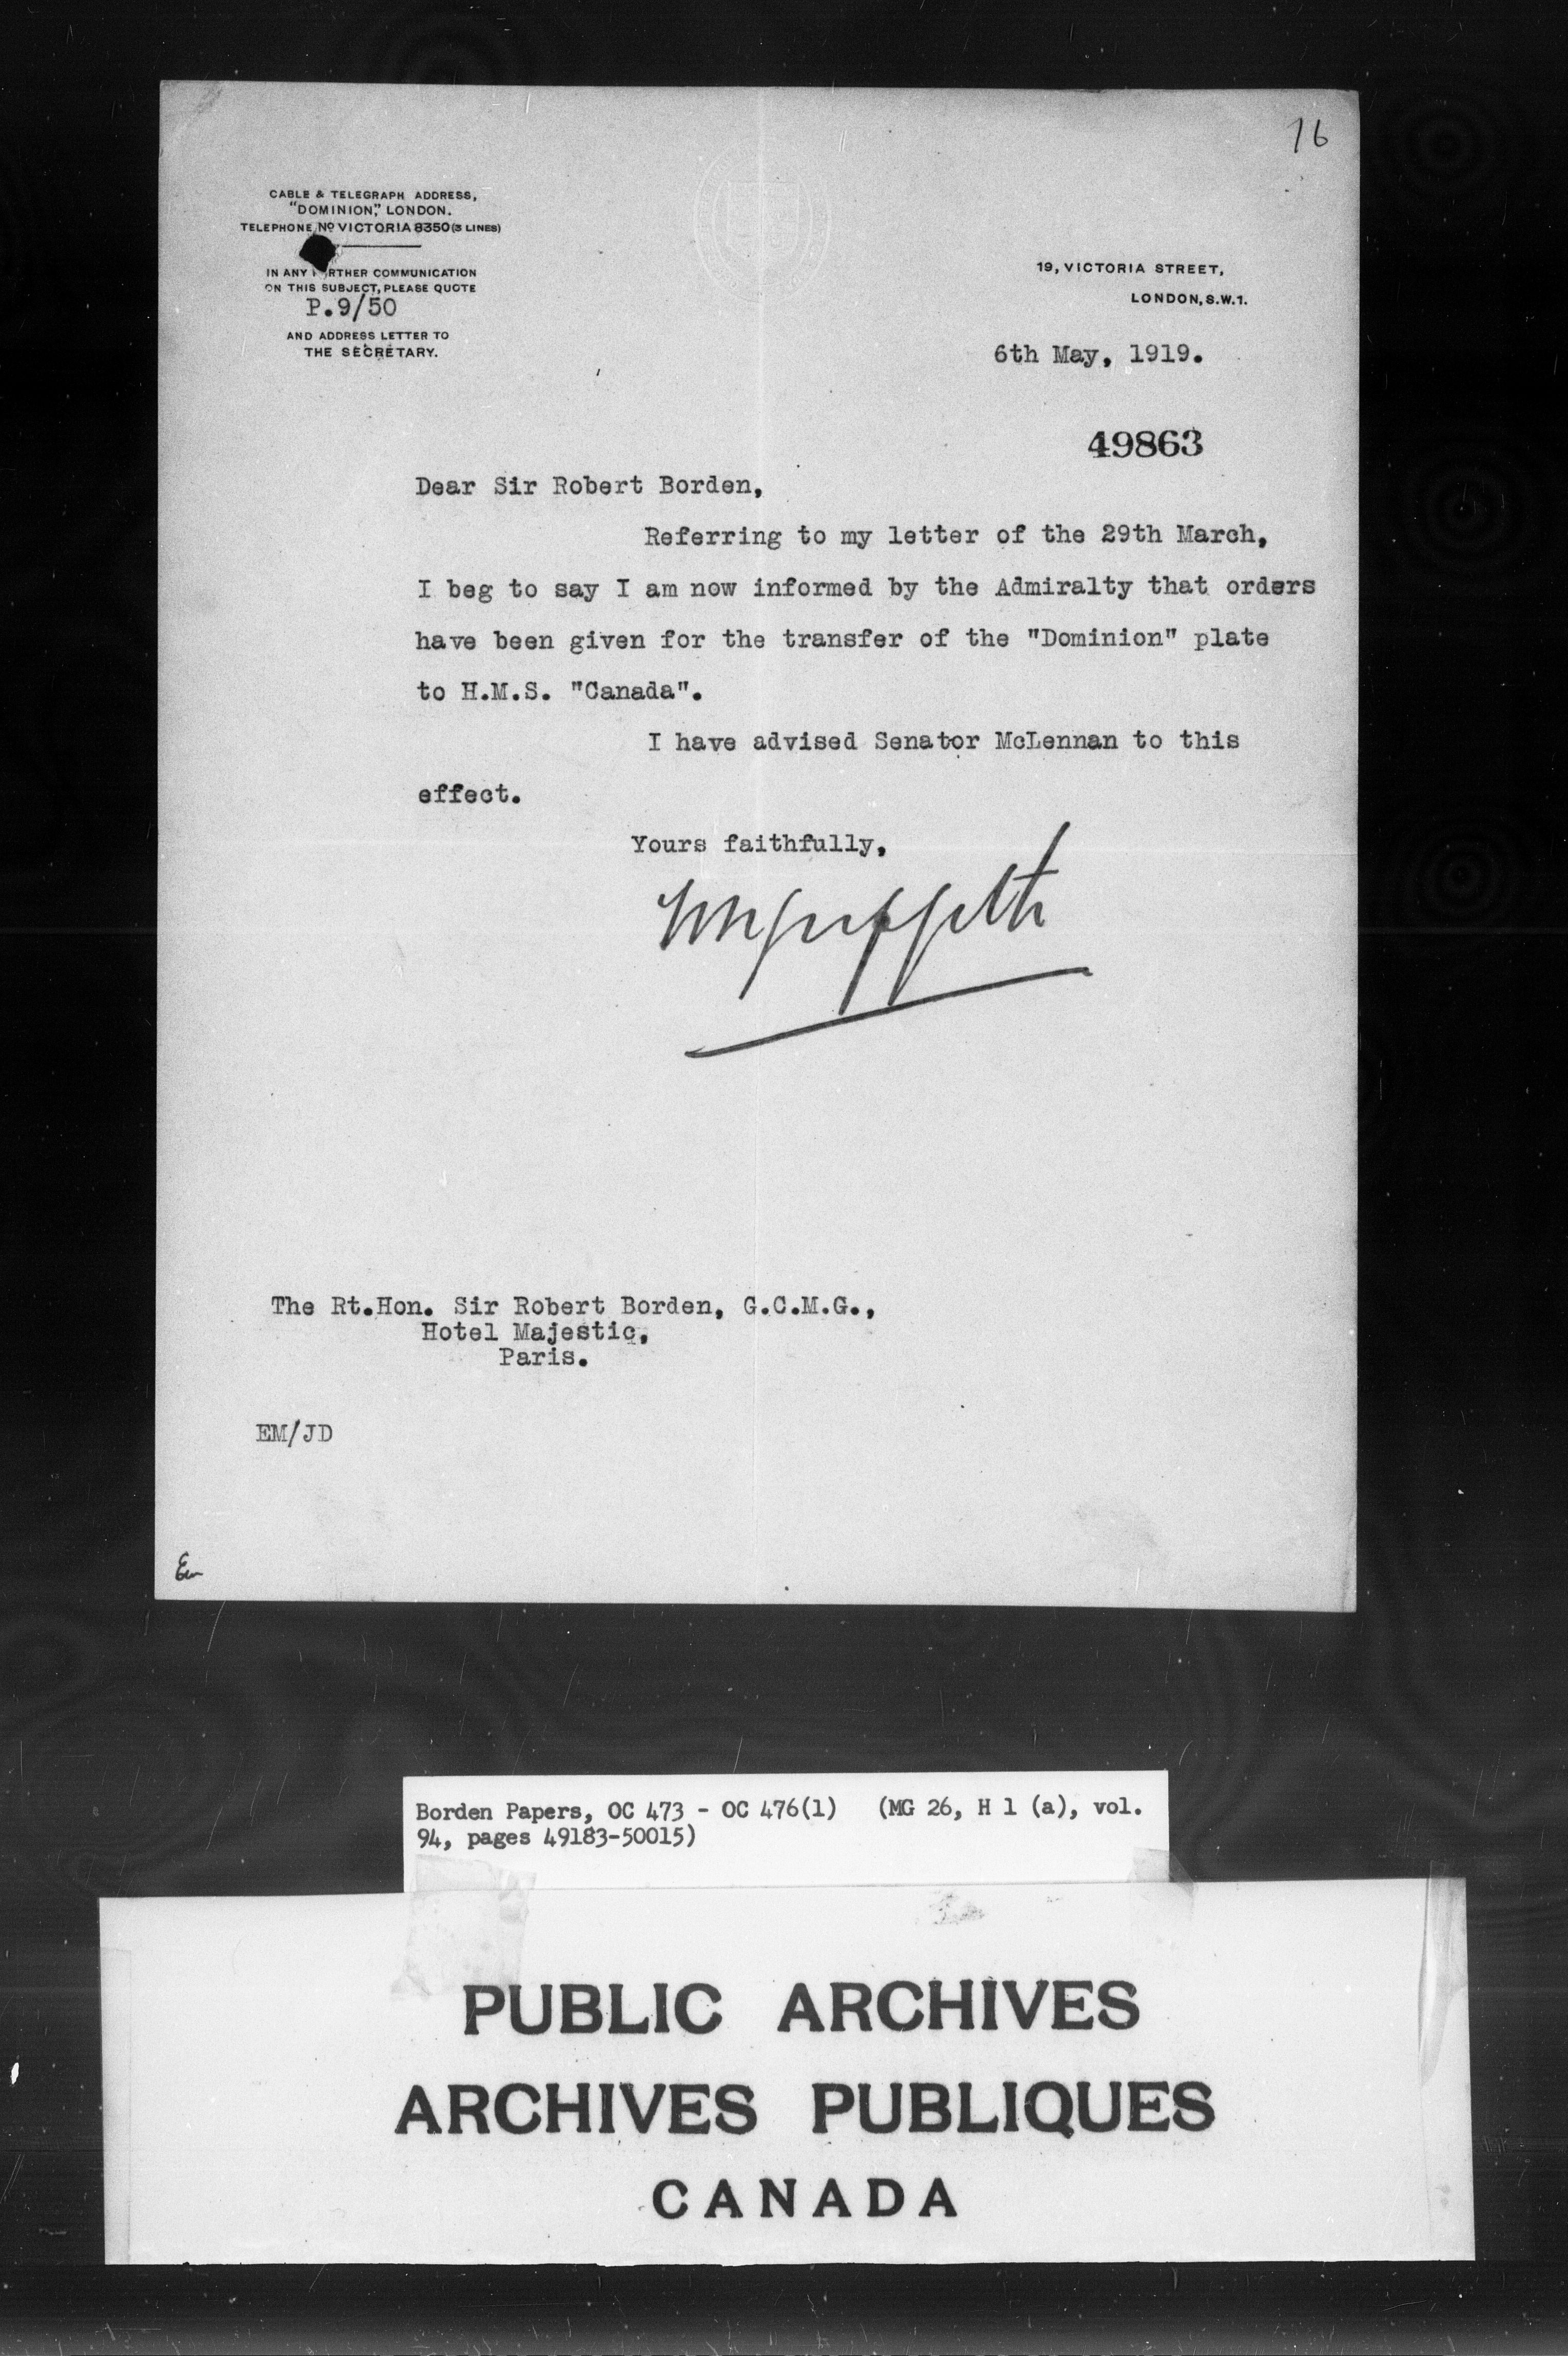 16
CABLE & TELEGRAPH ADDRESS,
"DOMINION," LONDON.
TELEPHONE Nº VICTORIA 8350 (3 LINES)
IN ANY FURTHER COMMUNICATION
ON THIS SUBJECT, PLEASE QUOTE
P.9/50
AND ADDRESS LETTER TO
THE SECRETARY.
19, VICTORIA STREET,
LONDON, S.W.1.
6th May, 1919.
49863
Dear Sir Robert Borden,
Referring to my letter of the 29th March,
I beg to say I am now informed by the Admiralty that orders
have been given for the transfer of the "Dominion" plate
to H.M.S. "Canada".
I have advised Senator McLennan to this
effect.
Yours faithfully,
Griffith
The Rt.Hon. Sir Robert Borden, G.C.M.G.,
Hotel Majestic,
Paris.
EM/JD
Borden Papers, OC 473 - OC 476(1) (MG 26, H 1 (a), vol.
94, pages 49183-50015)
PUBLIC ARCHIVES
ARCHIVES PUBLIQUES
CANADA